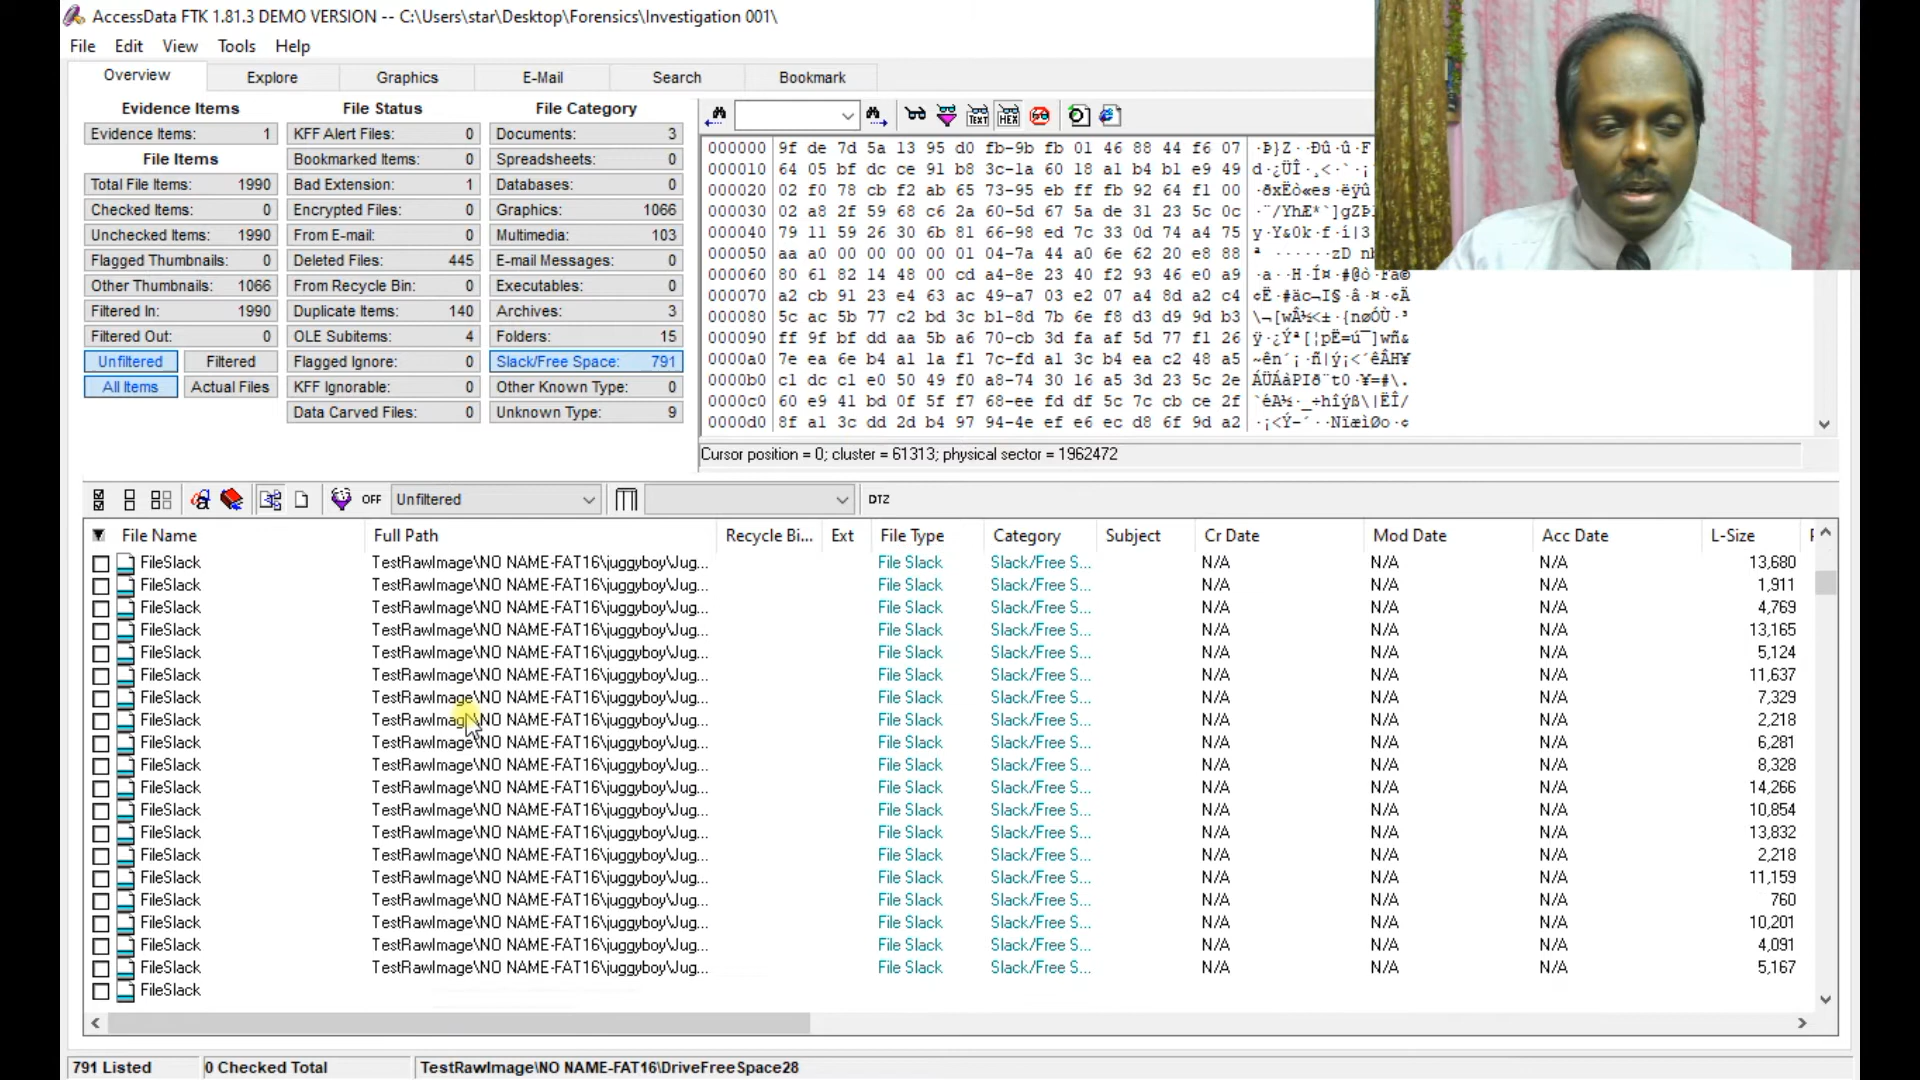 AccessData FTK 1.81.3 DEMO VERSION -- C:\Users\star\Desktop\Forensics\Investigation 001\
File Edit View Tools Help
Overview Explore Graphics E-Mail Search Bookmark
Evidence Items File Status File Category
Evidence Items: 1 KFF Alert Files: 0 Documents: 3
File Items Bookmarked Items: 0 Spreadsheets: 0
Total File Items: 1990 Bad Extension: 1 Databases: 0
Checked Items: 0 Encrypted Files: 0 Graphics: 1066
Unchecked Items: 1990 From E-mail: 0 Multimedia: 103
Flagged Thumbnails: 0 Deleted Files: 445 E-mail Messages: 0
Other Thumbnails: 1066 From Recycle Bin: 0 Executables: 0
Filtered In: 1990 Duplicate Items: 140 Archives: 3
Filtered Out: 0 OLE Subitems: 4 Folders: 15
Unfiltered Filtered Flagged Ignore: 0 Slack/Free Space: 791
All Items Actual Files KFF Ignorable: 0 Other Known Type: 0
Data Carved Files: 0 Unknown Type: 9
TEXT HEX
000000 9f de 7d 5a 13 95 d0 fb-9b fb 01 46 88 44 f6 07
000010 64 05 bf dc ce 91 b8 3c-1a 60 18 a1 b4 b1 e9 49
000020 02 f0 78 cb f2 ab 65 73-95 eb ff fb 92 64 f1 00
000030 02 a8 2f 59 68 c6 2a 60-5d 67 5a de 31 23 5c 0c
000040 79 11 59 26 30 6b 81 66-98 ed 7c 33 0d 74 a4 75
000050 aa a0 00 00 00 01 04-7a 44 a0 6e 62 20 e8 88
000060 80 61 82 14 48 00 cd a4-8e 23 40 f2 93 46 e0 a9
000070 a2 cb 91 23 e4 63 ac 49-a7 03 e2 07 a4 8d a2 c4
000080 5c ac 5b 77 c2 bd 3c b1-8d 7b 6e f8 d3 d9 9d b3
000090 ff 9f bf dd aa 5b a6 70-cb 3d fa af 5d 77 f1 26
0000a0 7e ea 6e b4 a1 1a f1 7c-fd a1 3c b4 ea c2 48 a5
0000b0 c1 dc c1 e0 50 49 f0 a8-74 30 16 a5 3d 23 5c 2e
0000c0 60 e9 41 bd 0f 5f f7 68-ee fd df 5c 7c cb ce 2f
0000d0 8f a1 3c dd 2d b4 97 94-4e ef e6 ec d8 6f 9d a2
Cursor position = 0; cluster = 61313; physical sector = 1962472
OFF Unfiltered DTZ
File Name Full Path Recycle Bi... Ext File Type Category Subject Cr Date Mod Date Acc Date L-Size
FileSlack TestRawImage\NO NAME-FAT16\juggyboy\Jug... File Slack Slack/Free S... N/A N/A N/A 13,680
FileSlack TestRawImage\NO NAME-FAT16\juggyboy\Jug... File Slack Slack/Free S... N/A N/A N/A 1,911
FileSlack TestRawImage\NO NAME-FAT16\juggyboy\Jug... File Slack Slack/Free S... N/A N/A N/A 4,769
FileSlack TestRawImage\NO NAME-FAT16\juggyboy\Jug... File Slack Slack/Free S... N/A N/A N/A 13,165
FileSlack TestRawImage\NO NAME-FAT16\juggyboy\Jug... File Slack Slack/Free S... N/A N/A N/A 5,124
FileSlack TestRawImage\NO NAME-FAT16\juggyboy\Jug... File Slack Slack/Free S... N/A N/A N/A 11,637
FileSlack TestRawImage\NO NAME-FAT16\juggyboy\Jug... File Slack Slack/Free S... N/A N/A N/A 7,329
FileSlack TestRawImage\NO NAME-FAT16\juggyboy\Jug... File Slack Slack/Free S... N/A N/A N/A 2,218
FileSlack TestRawImage\NO NAME-FAT16\juggyboy\Jug... File Slack Slack/Free S... N/A N/A N/A 6,281
FileSlack TestRawImage\NO NAME-FAT16\juggyboy\Jug... File Slack Slack/Free S... N/A N/A N/A 8,328
FileSlack TestRawImage\NO NAME-FAT16\juggyboy\Jug... File Slack Slack/Free S... N/A N/A N/A 14,266
FileSlack TestRawImage\NO NAME-FAT16\juggyboy\Jug... File Slack Slack/Free S... N/A N/A N/A 10,854
FileSlack TestRawImage\NO NAME-FAT16\juggyboy\Jug... File Slack Slack/Free S... N/A N/A N/A 13,832
FileSlack TestRawImage\NO NAME-FAT16\juggyboy\Jug... File Slack Slack/Free S... N/A N/A N/A 2,218
FileSlack TestRawImage\NO NAME-FAT16\juggyboy\Jug... File Slack Slack/Free S... N/A N/A N/A 11,159
FileSlack TestRawImage\NO NAME-FAT16\juggyboy\Jug... File Slack Slack/Free S... N/A N/A N/A 760
FileSlack TestRawImage\NO NAME-FAT16\juggyboy\Jug... File Slack Slack/Free S... N/A N/A N/A 10,201
FileSlack TestRawImage\NO NAME-FAT16\juggyboy\Jug... File Slack Slack/Free S... N/A N/A N/A 4,091
FileSlack TestRawImage\NO NAME-FAT16\juggyboy\Jug... File Slack Slack/Free S... N/A N/A N/A 5,167
FileSlack
791 Listed 0 Checked Total TestRawImage\NO NAME-FAT16\DriveFreeSpace28